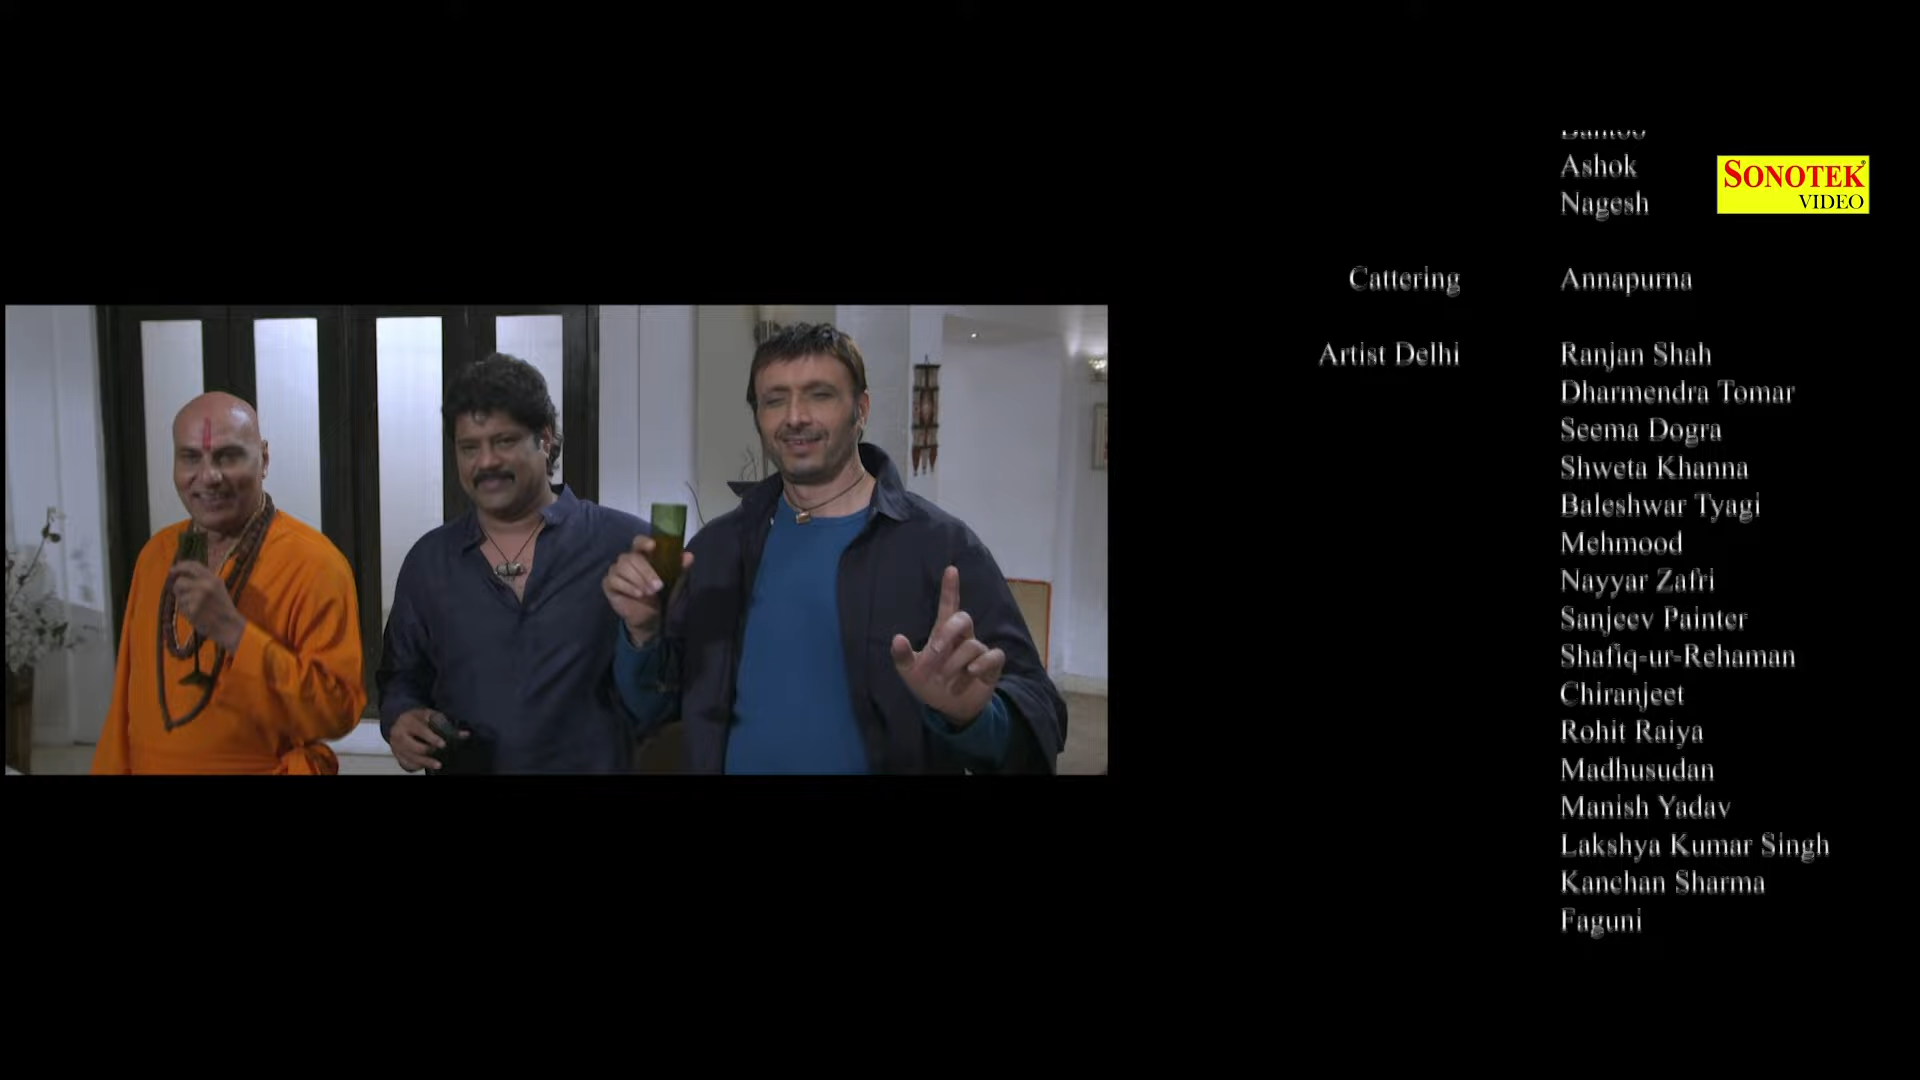 Ashok
Nagesh
SONOTEK
VIDEO
Cattering Annapurna
Artist Delhi Ranjan Shah
Dharmendra Tomar
Seema Dogra
Shweta Khanna
Baleshwar Tyagi
Mehmood
Nayyar Zafri
Sanjeev Painter
Shafiq-ur-Rehaman
Chiranjeet
Rohit Raiya
Madhusudan
Manish Yadav
Lakshya Kumar Singh
Kanchan Sharma
Faguni